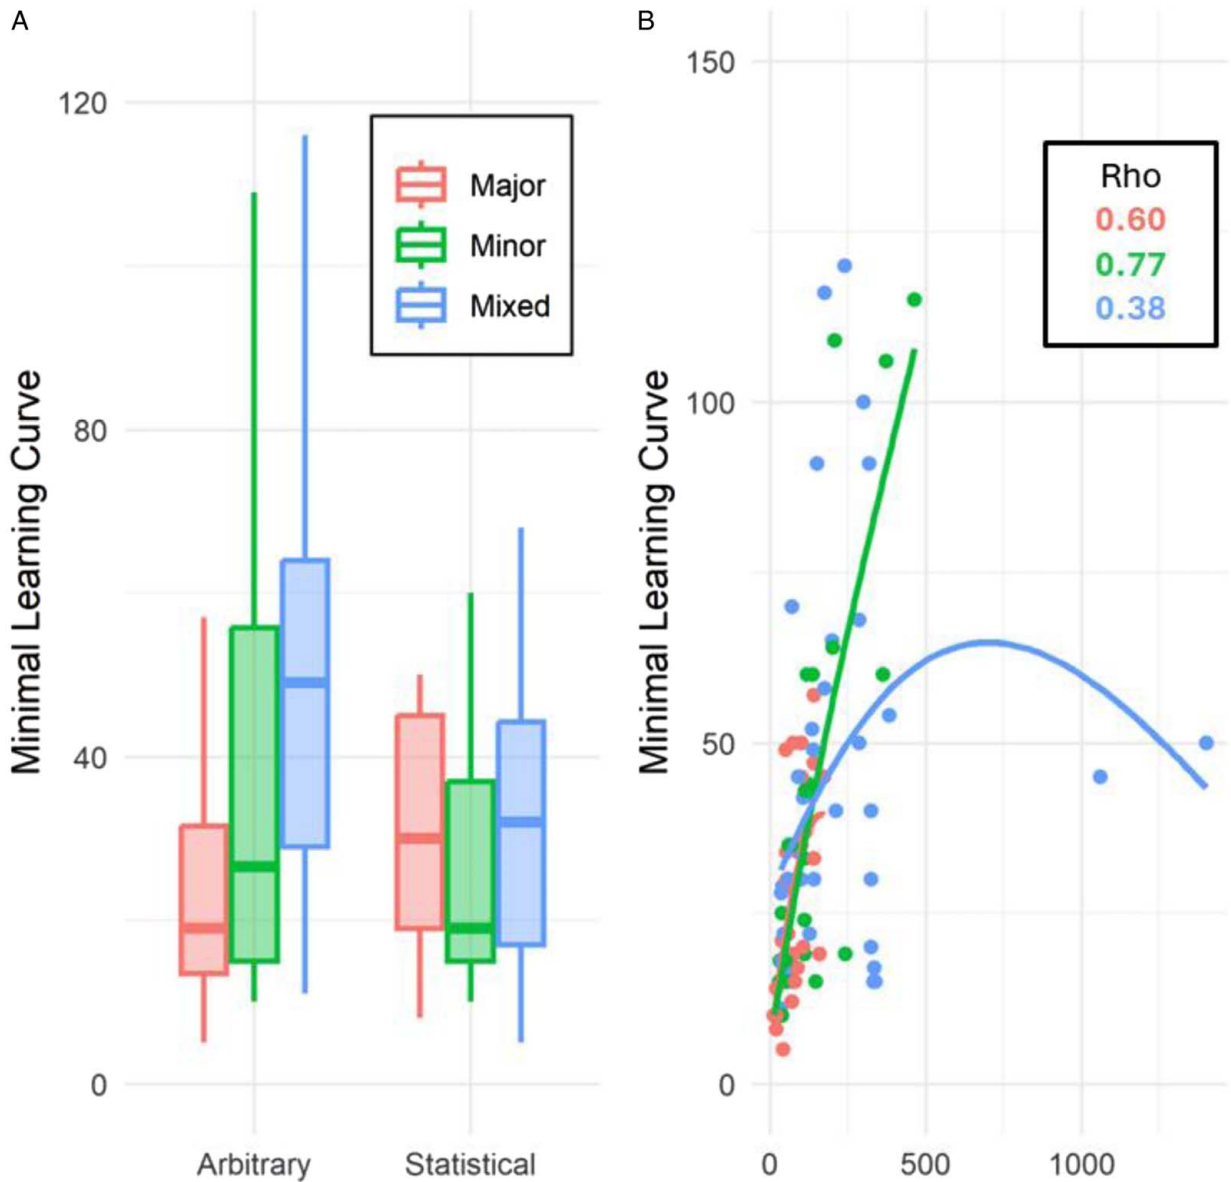 A
Minimal Learning Curve
120
80
40
0
Major
Minor
Mixed
Arbitrary
Statistical
B
Minimal Learning Curve
150
100
50
0
Rho
0.60
0.77
0.38
0
500
1000